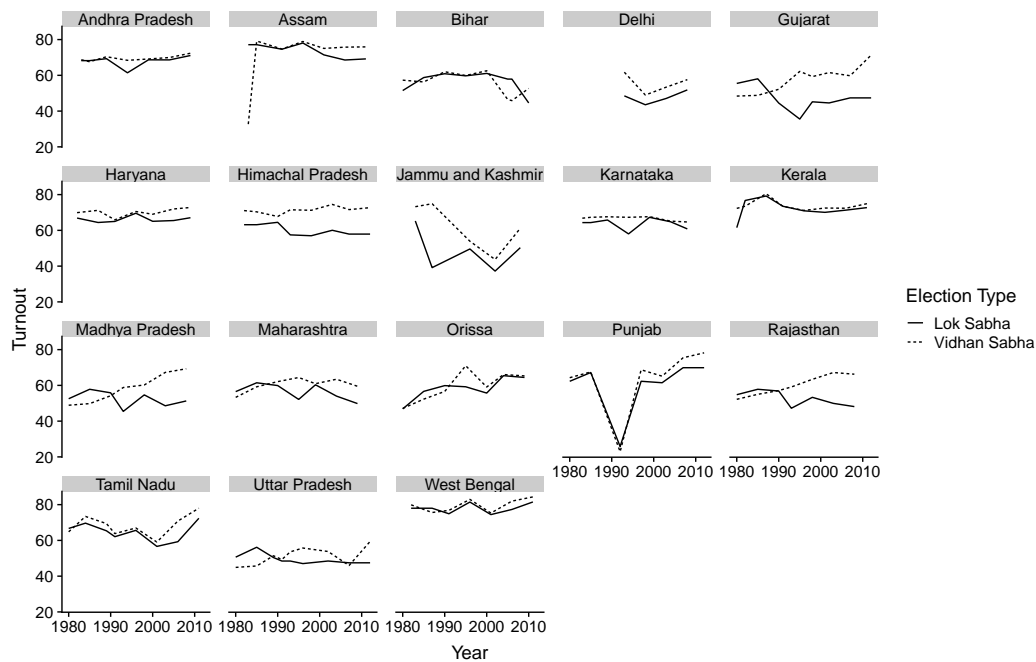 Andhra Pradesh Assam Bihar Delhi Gujarat
80
60
40
20
Haryana Himachal Pradesh Jammu and Kashmir Karnataka Kerala
80
60
40
20
Madhya Pradesh Maharashtra Orissa Punjab Rajasthan
80
60
40
20
1980 1990 2000 2010 1980 1990 2000 2010
Tamil Nadu Uttar Pradesh West Bengal
80
60
40
20
1980 1990 2000 2010 1980 1990 2000 2010 1980 1990 2000 2010
Year
Turnout
Election Type
Lok Sabha
Vidhan Sabha